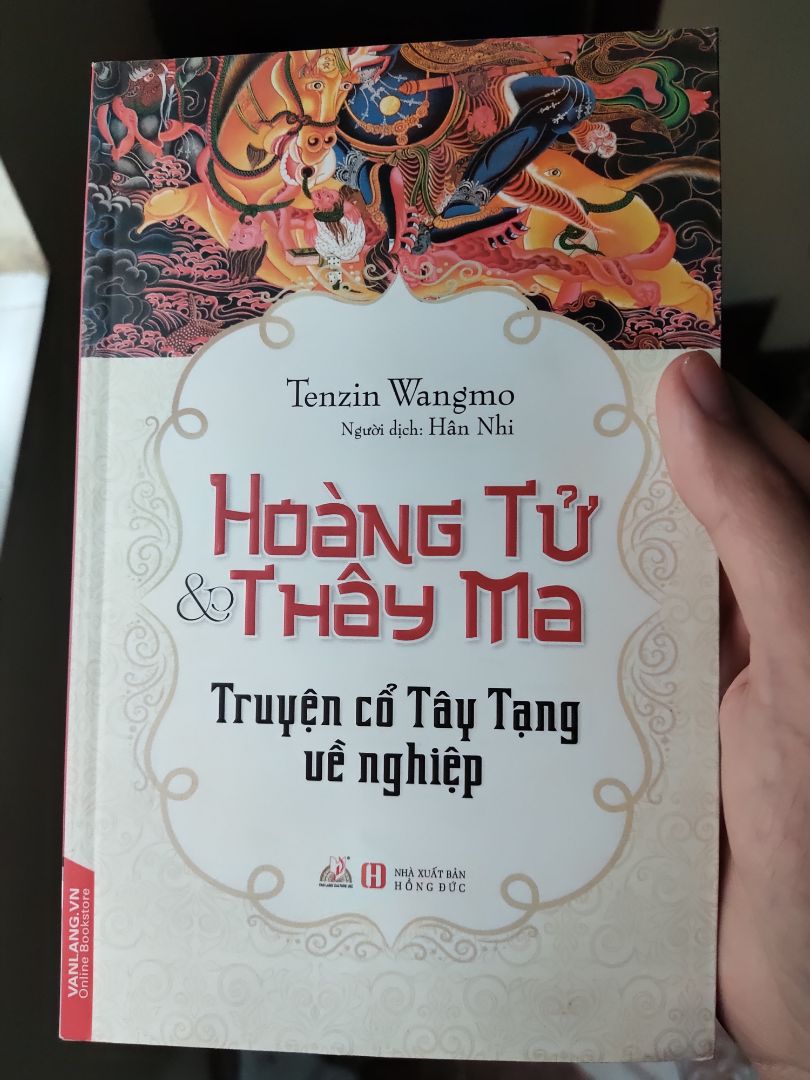 Tenzin Wangmo
Người dịch: Hân Nhi
HOÀNG TỬ
& THÂY MA
Truyện cổ Tây Tạng
về nghiệp
NHÀ XUẤT BẢN
HỒNG ĐỨC
VANLANG.VN
Online Bookstore